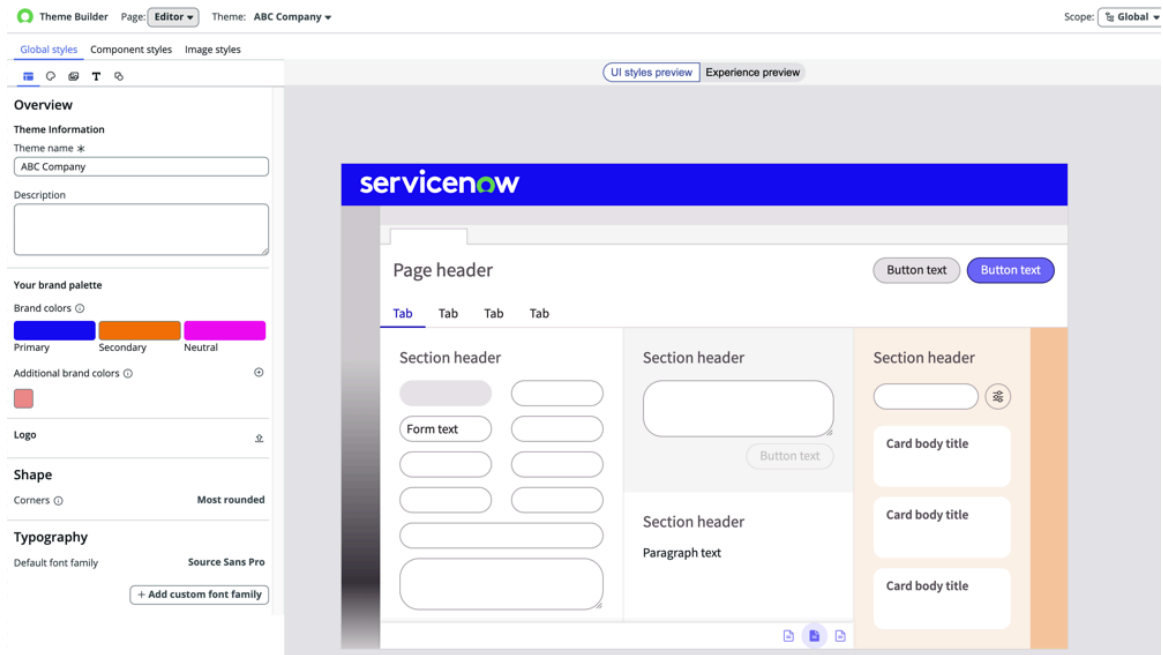 Theme Builder Page: Editor Theme: ABC Company Scope: Global
Global styles Component styles Image styles
UI styles preview Experience preview
Overview
Theme Information
Theme name *
ABC Company
Description
Your brand palette
Brand colors
Primary Secondary Neutral
Additional brand colors
Logo
Shape
Corners Most rounded
Typography
Default font family Source Sans Pro
+ Add custom font family
servicenow
Page header Button text Button text
Tab Tab Tab Tab
Section header
Form text
Section header
Button text
Section header
Paragraph text
Section header
Card body title
Card body title
Card body title